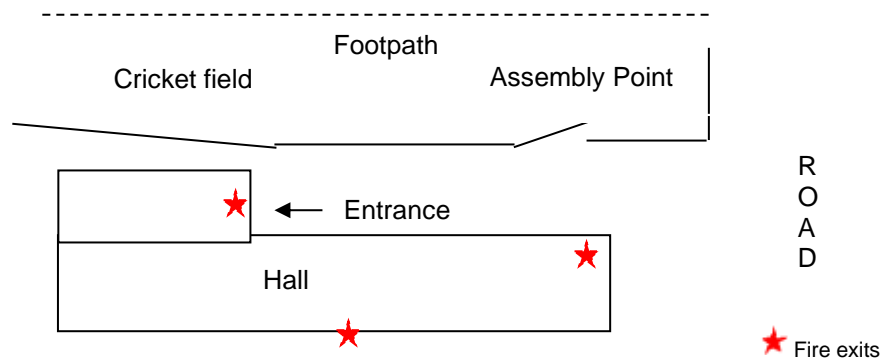 Footpath
Cricket field
Assembly Point
R
O
A
D
Entrance
Hall
Fire exits